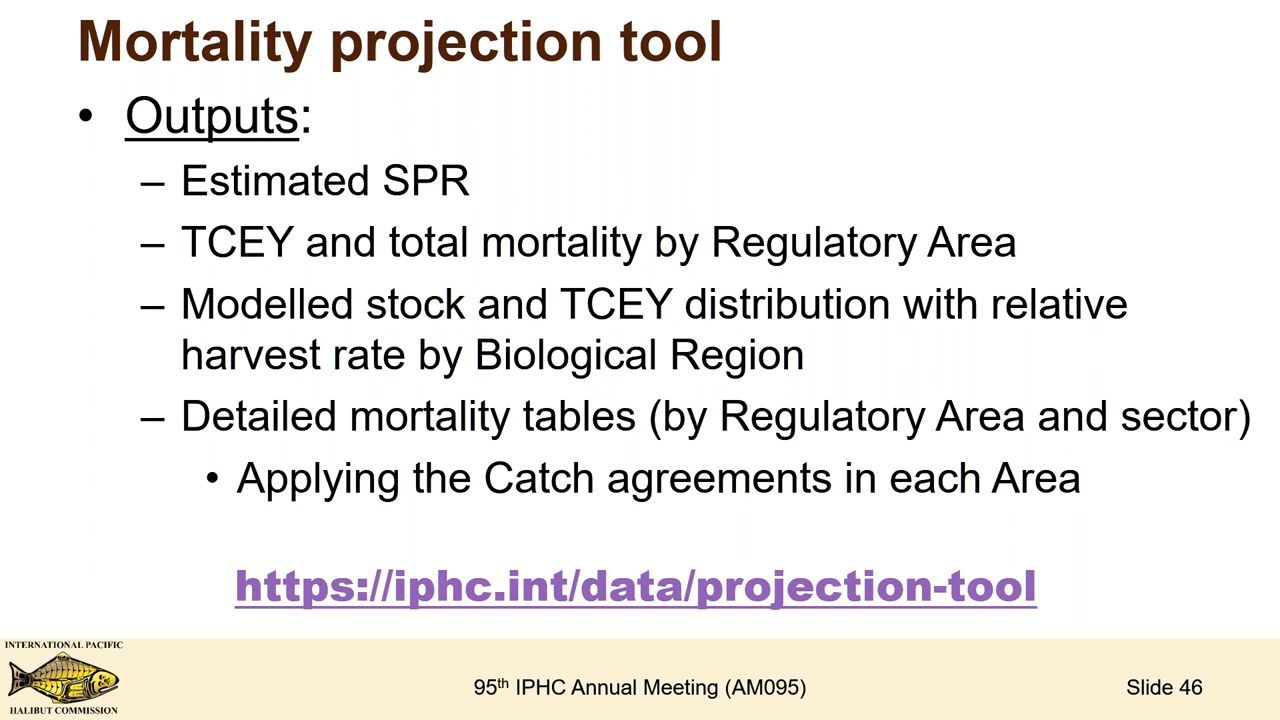 Mortality projection tool
• Outputs:
– Estimated SPR
– TCEY and total mortality by Regulatory Area
– Modelled stock and TCEY distribution with relative
harvest rate by Biological Region
– Detailed mortality tables (by Regulatory Area and sector)
• Applying the Catch agreements in each Area
https://iphc.int/data/projection-tool
INTERNATIONAL PACIFIC
HALIBUT COMMISSION
95th IPHC Annual Meeting (AM095)
Slide 46